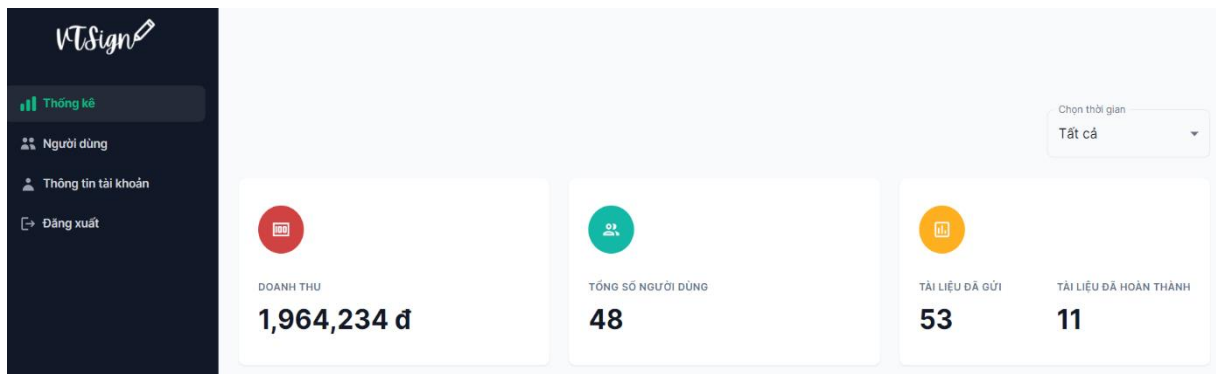 VTSign
Thống kê
Người dùng
Thông tin tài khoản
Đăng xuất
Chọn thời gian
Tất cả
100
DOANH THU
1,964,234 đ
TỔNG SỐ NGƯỜI DÙNG
48
TÀI LIỆU ĐÃ GỬI
53
TÀI LIỆU ĐÃ HOÀN THÀNH
11